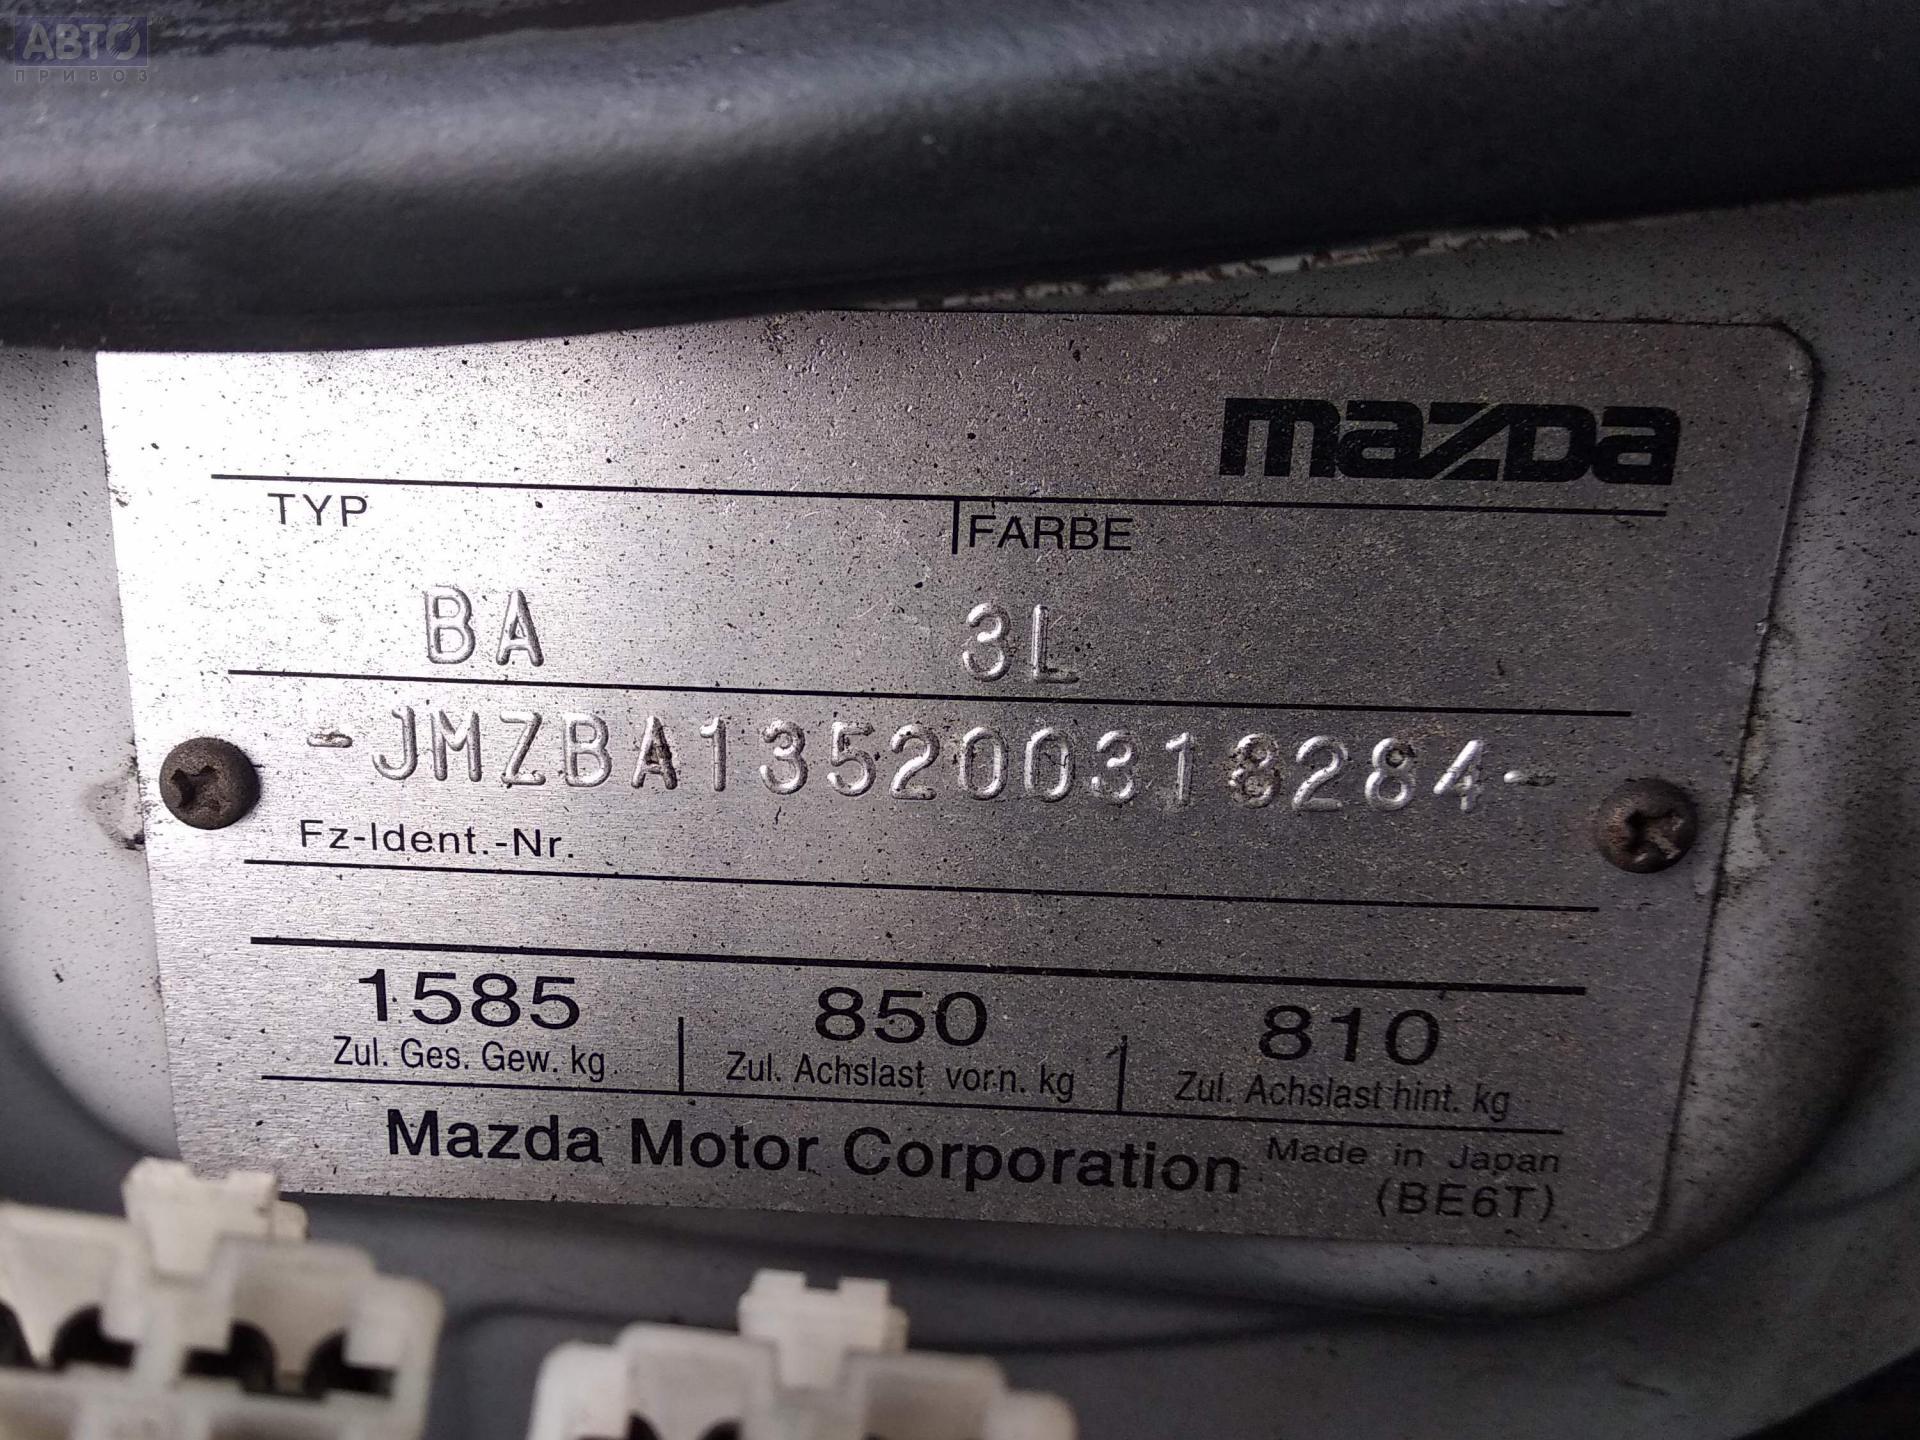 АВТО
ПРИВОЗ
mazda
TYP FARBE
BA 3L
-JMZBA135200318284-
Fz-Ident.-Nr.
1585 850 810
Zul. Ges. Gew. kg Zul. Achslast vorn. kg Zul. Achslast hint. kg
Mazda Motor Corporation Made in Japan
(BE6T)